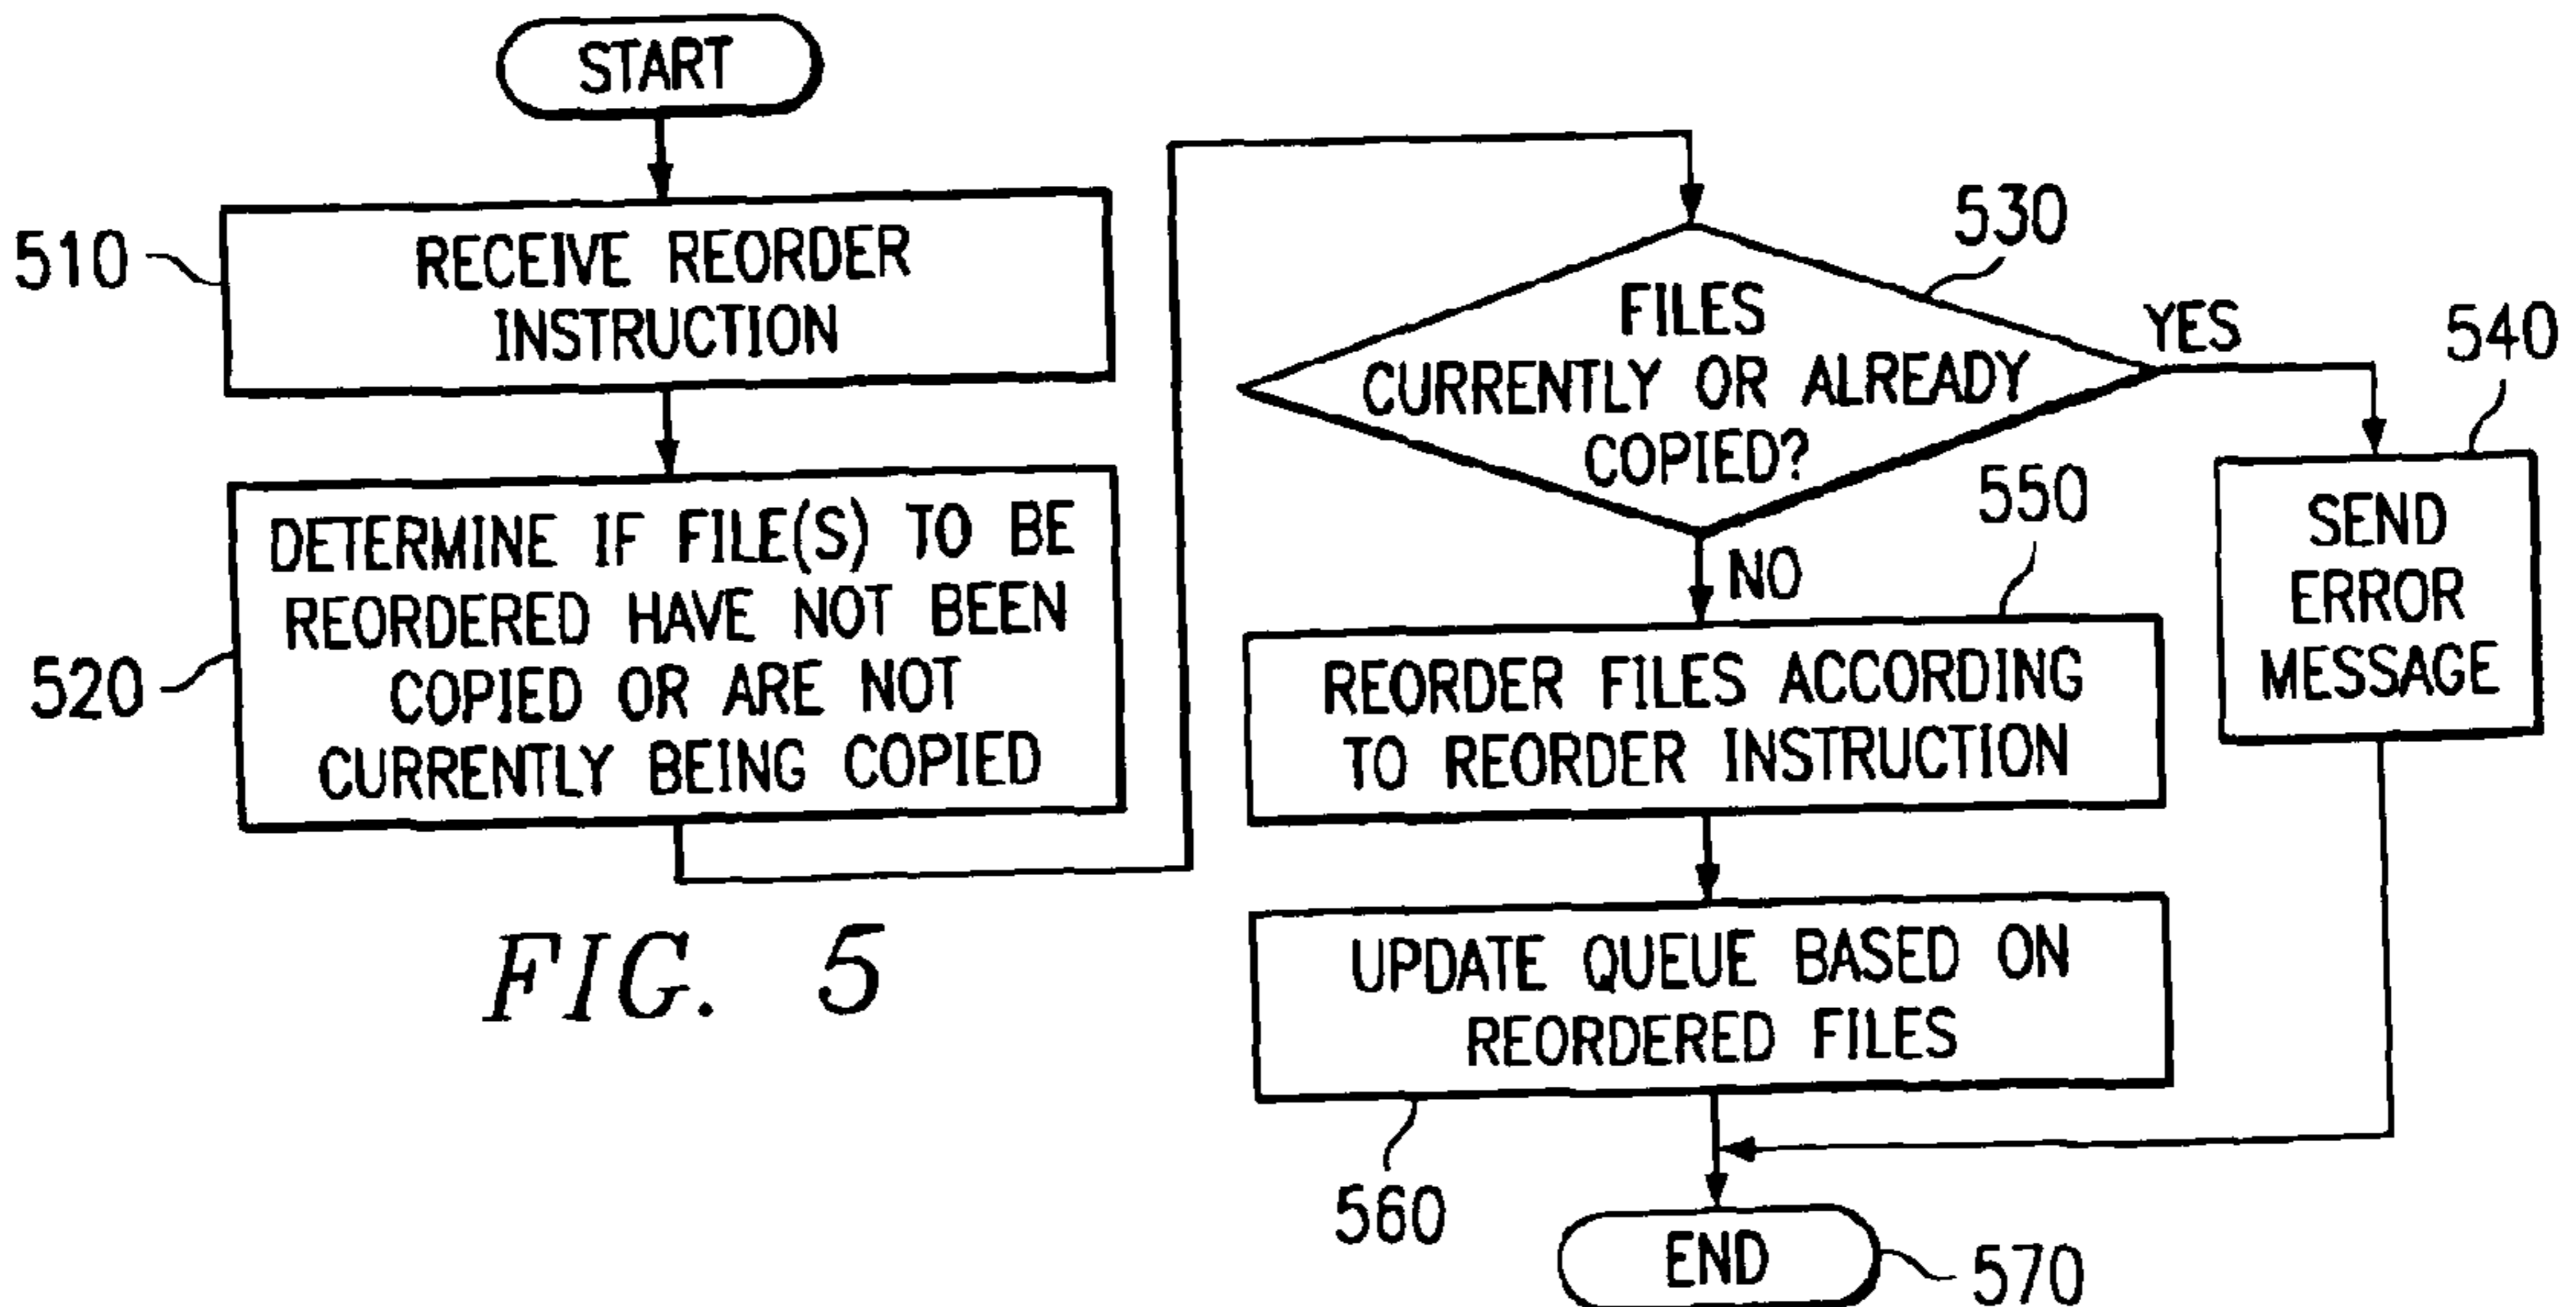 START
510
RECEIVE REORDER
INSTRUCTION
520
DETERMINE IF FILE(S) TO BE
REORDERED HAVE NOT BEEN
COPIED OR ARE NOT
CURRENTLY BEING COPIED
530
FILES
CURRENTLY OR ALREADY
COPIED?
YES
540
SEND
ERROR
MESSAGE
NO
550
REORDER FILES ACCORDING
TO REORDER INSTRUCTION
UPDATE QUEUE BASED ON
REORDERED FILES
560
END
570
FIG. 5